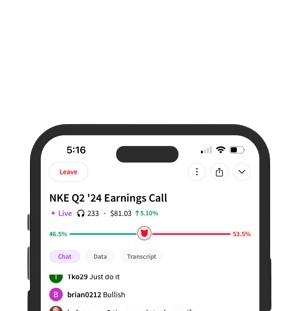 5:16
Leave
NKE Q2 '24 Earnings Call
Live 233 · $81.03 ↑ 5.10%
46.5% 53.5%
Chat Data Transcript
T Tko29 Just do it
B brian0212 Bullish